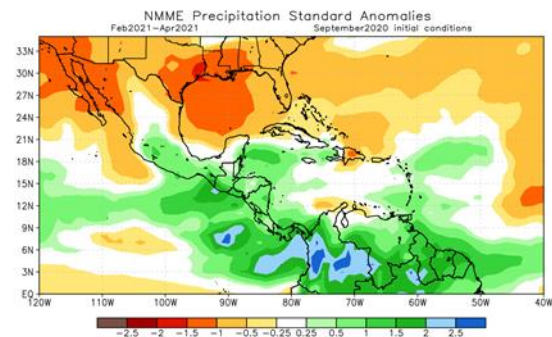 NMME Precipitation Standard Anomalies
Feb2021-Apr2021 September2020 initial conditions
33N
30N
27N
24N
21N
18N
15N
12N
9N
6N
3N
EQ
120W 110W 100W 90W 80W 70W 60W 50W 40W
-2.5 -2 -1.5 -1 -0.5 -0.25 0.25 0.5 1 1.5 2 2.5